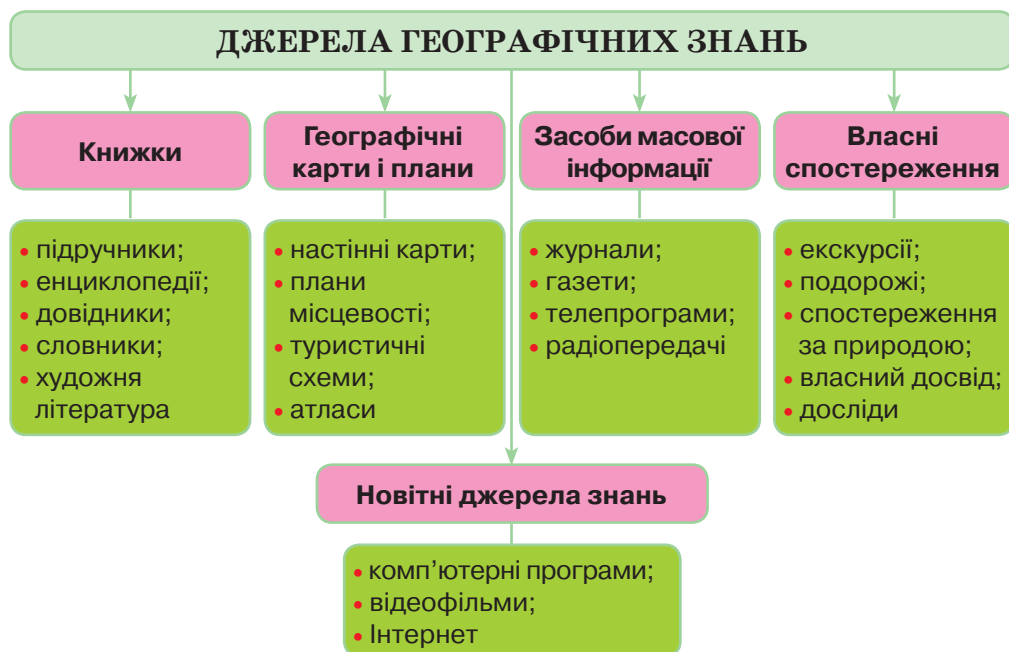 ДЖЕРЕЛА ГЕОГРАФІЧНИХ ЗНАНЬ
Книжки
• підручники;
• енциклопедії;
• довідники;
• словники;
• художня
література
Географічні
карти і плани
• настінні карти;
• плани
місцевості;
• туристичні
схеми;
• атласи
Засоби масової
інформації
• журнали;
• газети;
• телепрограми;
• радіопередачі
Власні
спостереження
• екскурсії;
• подорожі;
• спостереження
за природою;
• власний досвід;
• досліди
Новітні джерела знань
• комп’ютерні програми;
• відеофільми;
• Інтернет